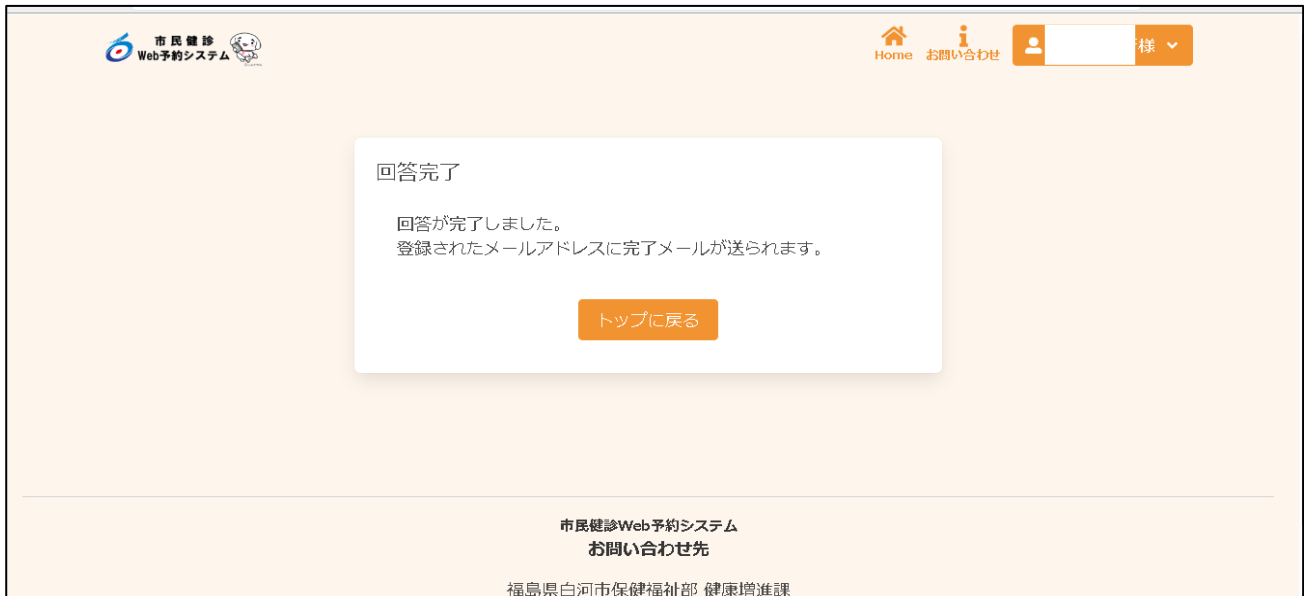 市民健診
Web予約システム
Home
お問い合わせ
様
回答完了
回答が完了しました。
登録されたメールアドレスに完了メールが送られます。
トップに戻る
市民健診Web予約システム
お問い合わせ先
福島県白河市保健福祉部 健康増進課